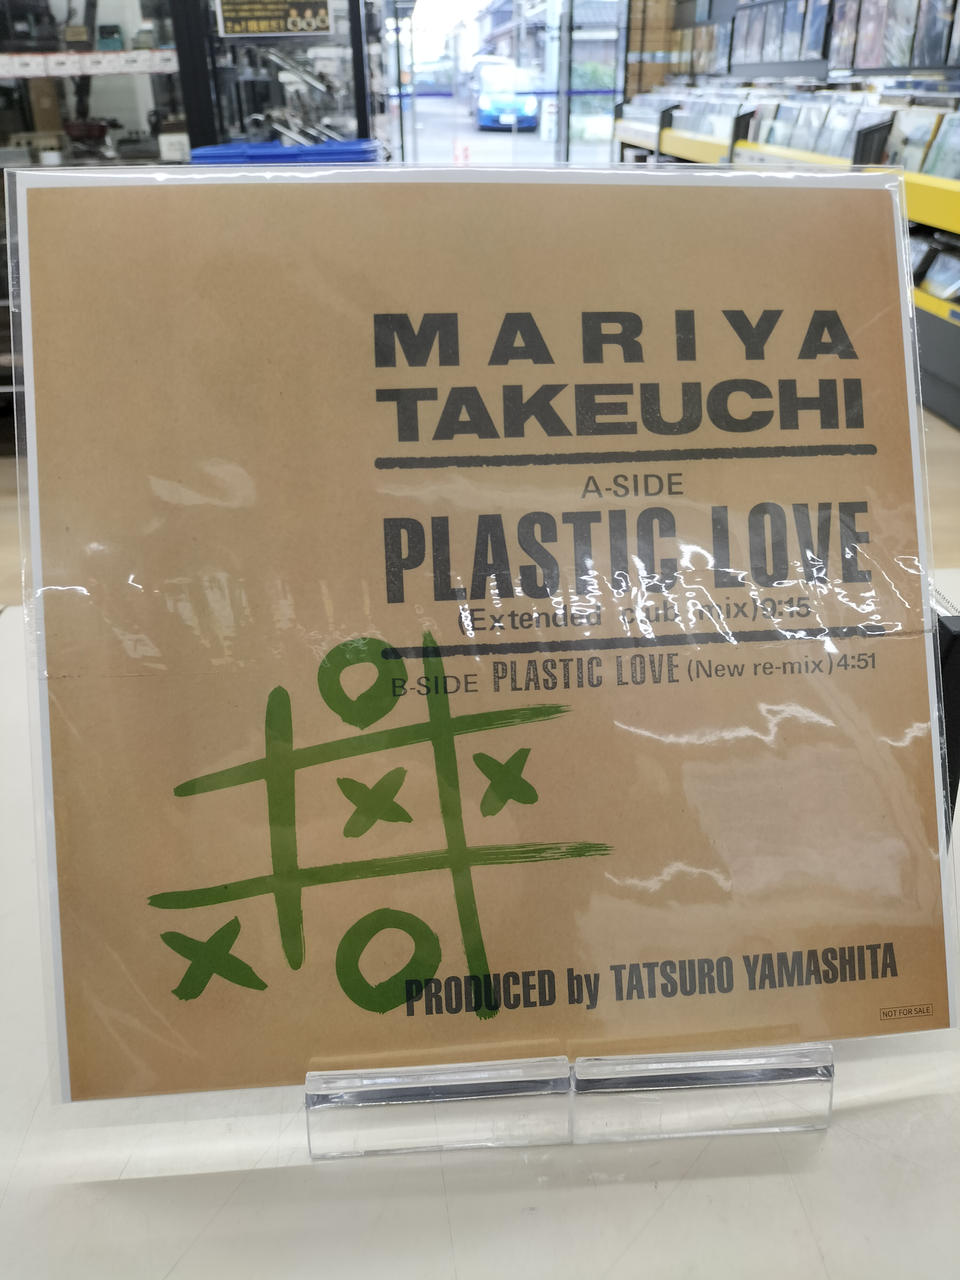 MARIYA
TAKEUCHI
A-SIDE
PLASTIC LOVE
(Extended club mix)9:15
B-SIDE PLASTIC LOVE (New re-mix)4:51
PRODUCED by TATSURO YAMASHITA
NOT FOR SALE